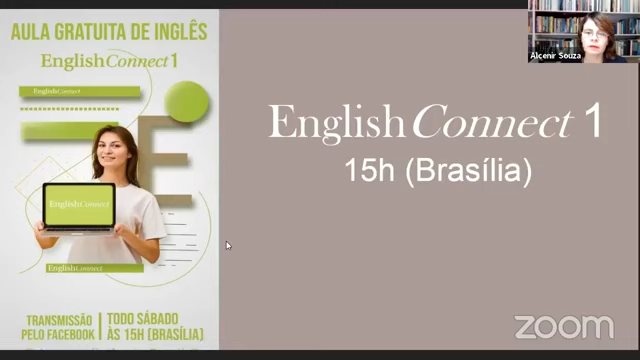 AULA GRATUITA DE INGLÊS
EnglishConnect 1
EnglishConnect
EnglishConnect
EnglishConnect
TRANSMISSÃO
PELO FACEBOOK
TODO SÁBADO
ÀS 15H (BRASÍLIA)
English Connect 1
15h (Brasília)
Alcenir Souza
zoom